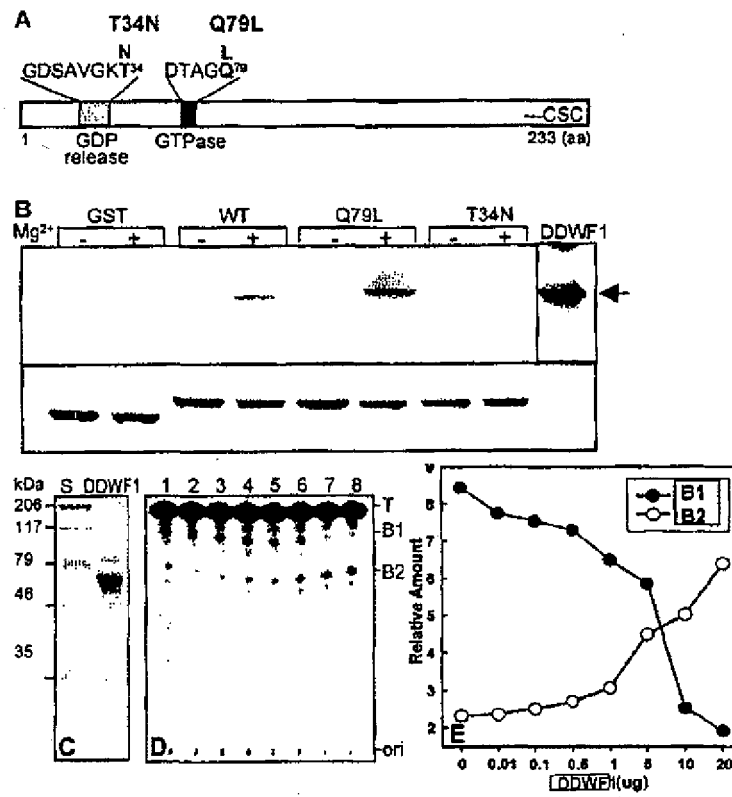 A
T34N Q79L
N L
GDSAVGKT³⁴ DTAGQ⁷⁹
---CSC
1 GDP release GTPase 233 (aa)
B
GST WT Q79L T34N DDWF1
Mg²⁺ - + - + - + - +
kDa S DDWF1 1 2 3 4 5 6 7 8
206
117
79
46
35
T
B1
B2
ori
C D E
B1
B2
Relative Amount
8
7
6
5
4
3
2
0 0.01 0.1 0.5 1 5 10 20
DDWF1(ug)